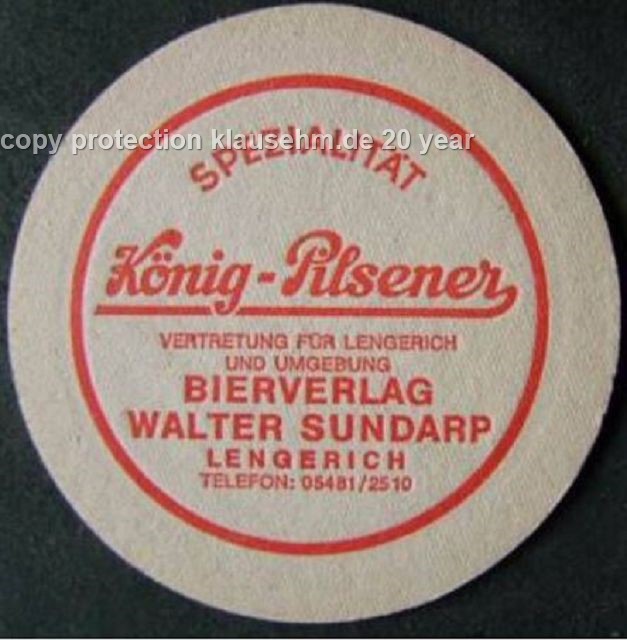 copy protection klausehm.de 20 year
SPEZIALITÄT
König-Pilsener
VERTRETUNG FÜR LENGERICH
UND UMGEBUNG
BIERVERLAG
WALTER SUNDARP
LENGERICH
TELEFON: 05481/2510